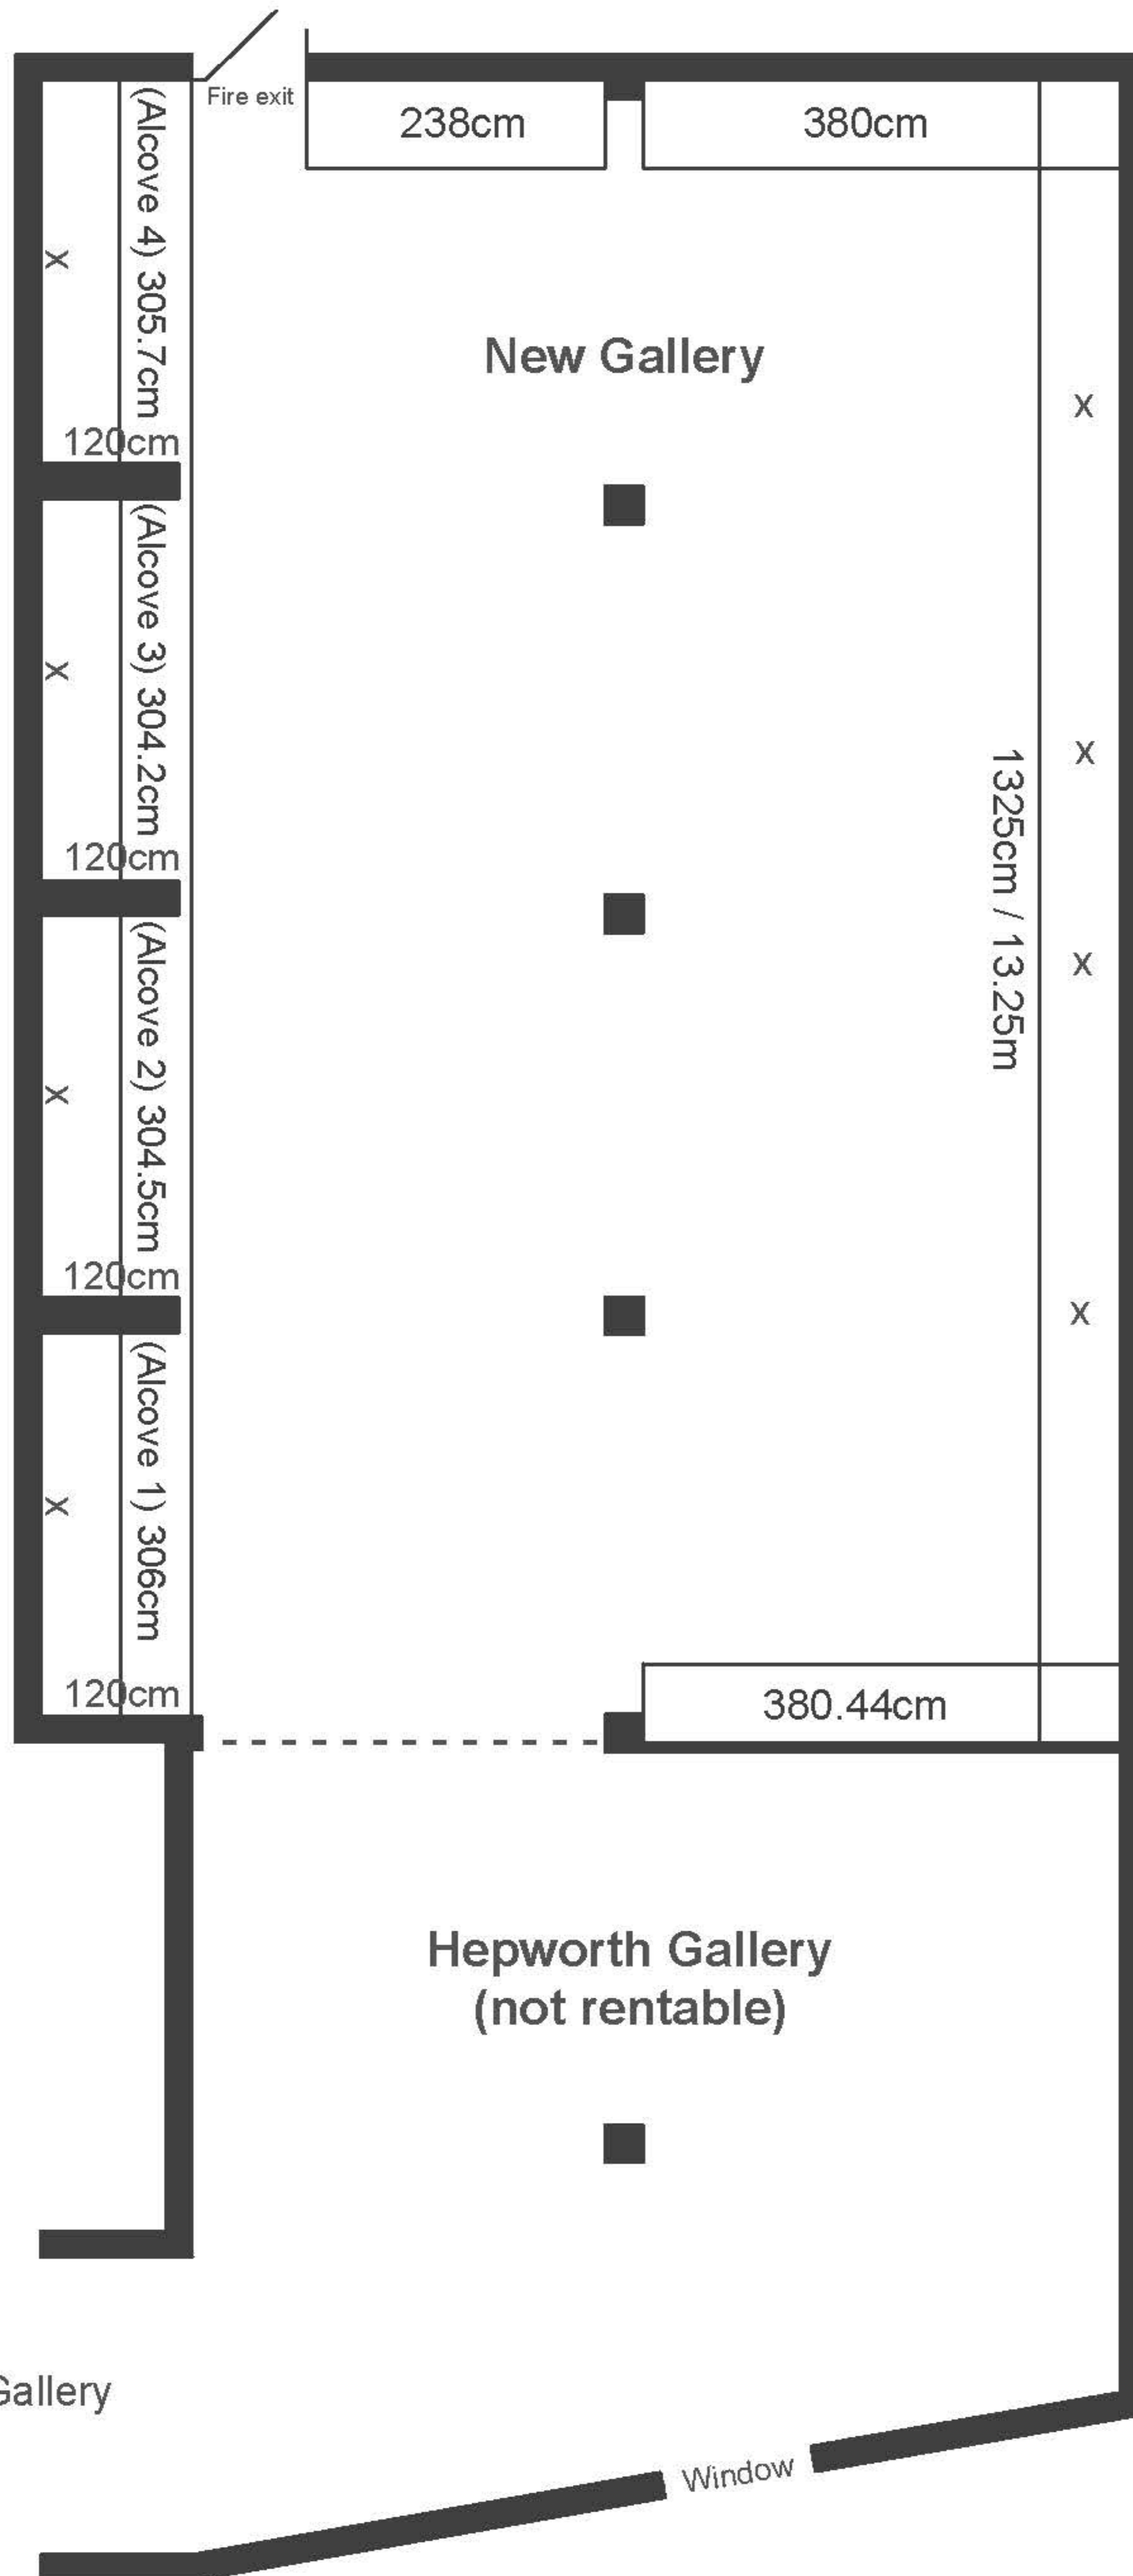 Fire exit
238cm
380cm
(Alcove 4) 305.7cm
x
New Gallery
x
120cm
(Alcove 3) 304.2cm
x
x
1325cm / 13.25m
120cm
(Alcove 2) 304.5cm
x
x
120cm
x
(Alcove 1) 306cm
x
120cm
380.44cm
Hepworth Gallery
(not rentable)
Gallery
Window